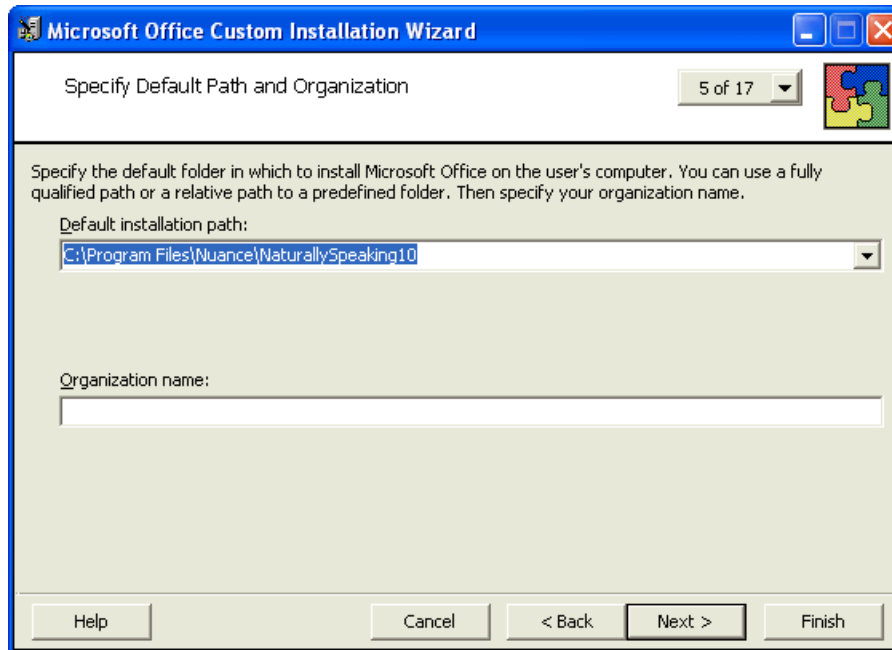 Microsoft Office Custom Installation Wizard
Specify Default Path and Organization
5 of 17
Specify the default folder in which to install Microsoft Office on the user's computer. You can use a fully
qualified path or a relative path to a predefined folder. Then specify your organization name.
Default installation path:
C:\Program Files\Nuance\NaturallySpeaking10
Organization name:
Help Cancel < Back Next > Finish